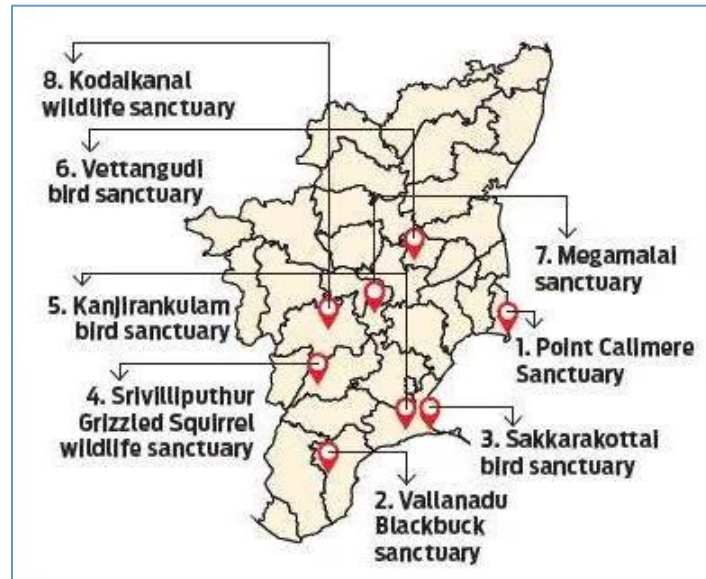 8. Kodaikanal
wildlife sanctuary
6. Vettangudi
bird sanctuary
7. Megamalai
sanctuary
5. Kanjirankulam
bird sanctuary
1. Point Calimere
Sanctuary
4. Srivilliputhur
Grizzled Squirrel
wildlife sanctuary
3. Sakkarakottai
bird sanctuary
2. Vallanadu
Blackbuck
sanctuary